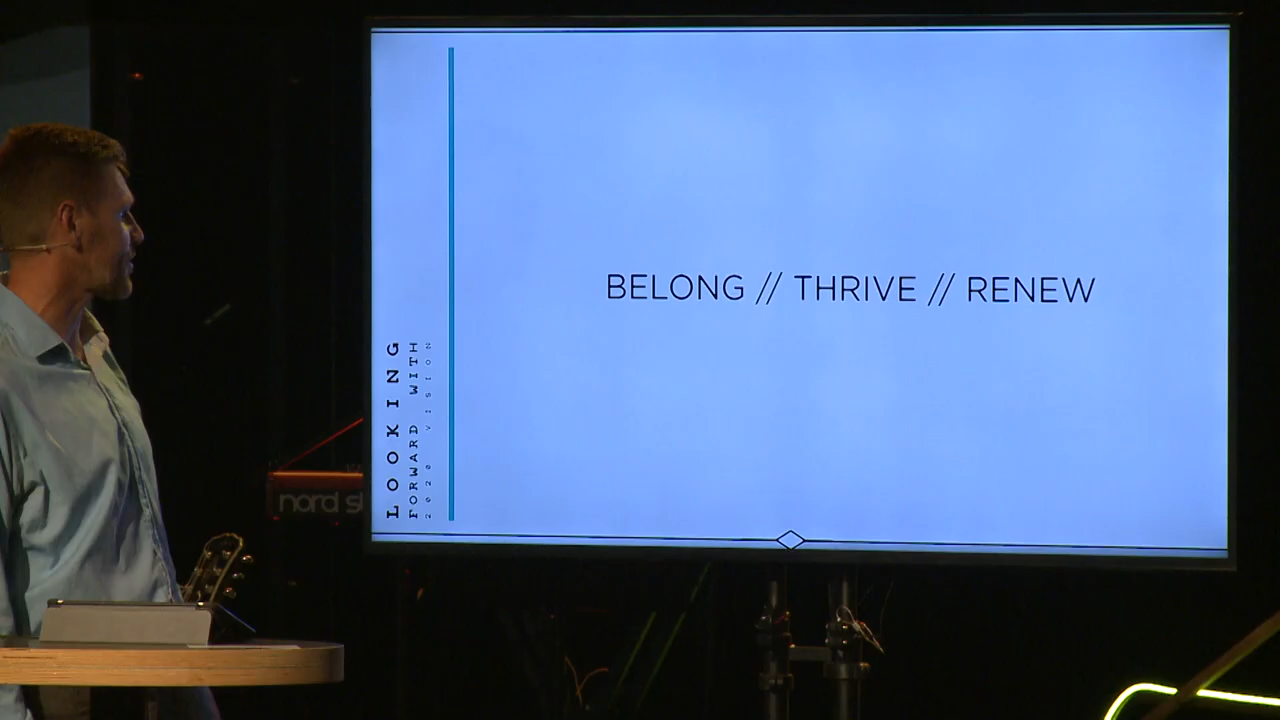 BELONG // THRIVE // RENEW
LOOKING
FORWARD WITH
2020 VISION
nord